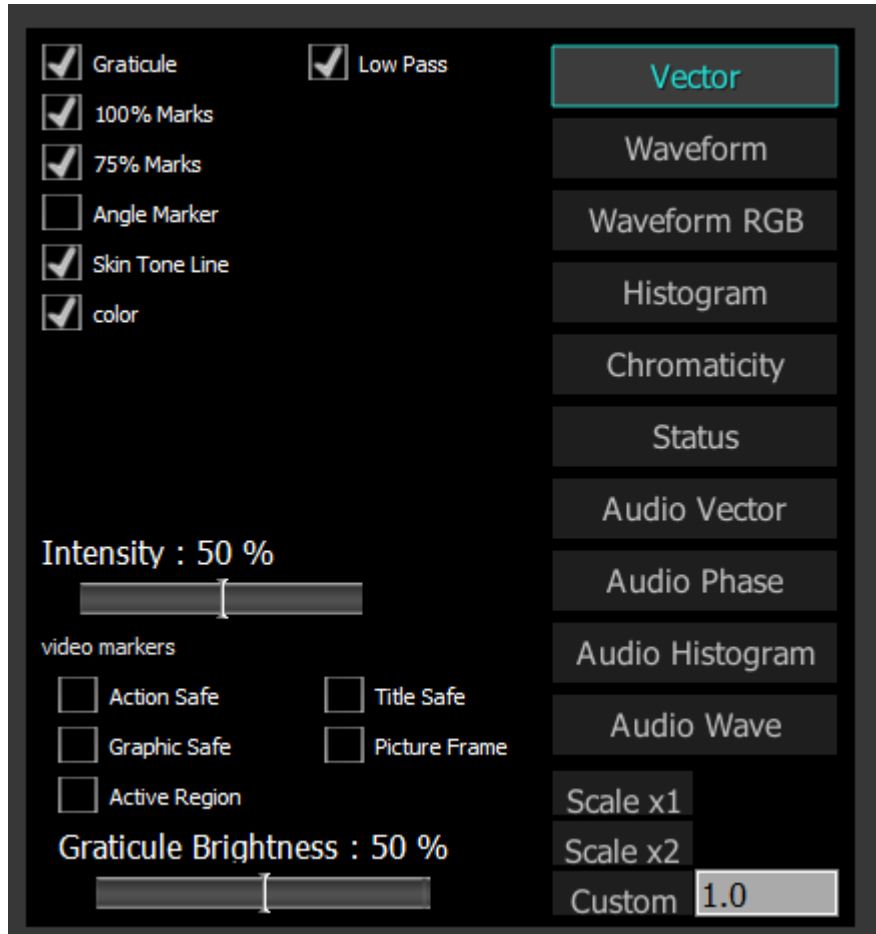 Graticule
Low Pass
100% Marks
75% Marks
Angle Marker
Skin Tone Line
color
Intensity : 50 %
video markers
Action Safe
Title Safe
Graphic Safe
Picture Frame
Active Region
Graticule Brightness : 50 %
Vector
Waveform
Waveform RGB
Histogram
Chromaticity
Status
Audio Vector
Audio Phase
Audio Histogram
Audio Wave
Scale x1
Scale x2
Custom 1.0